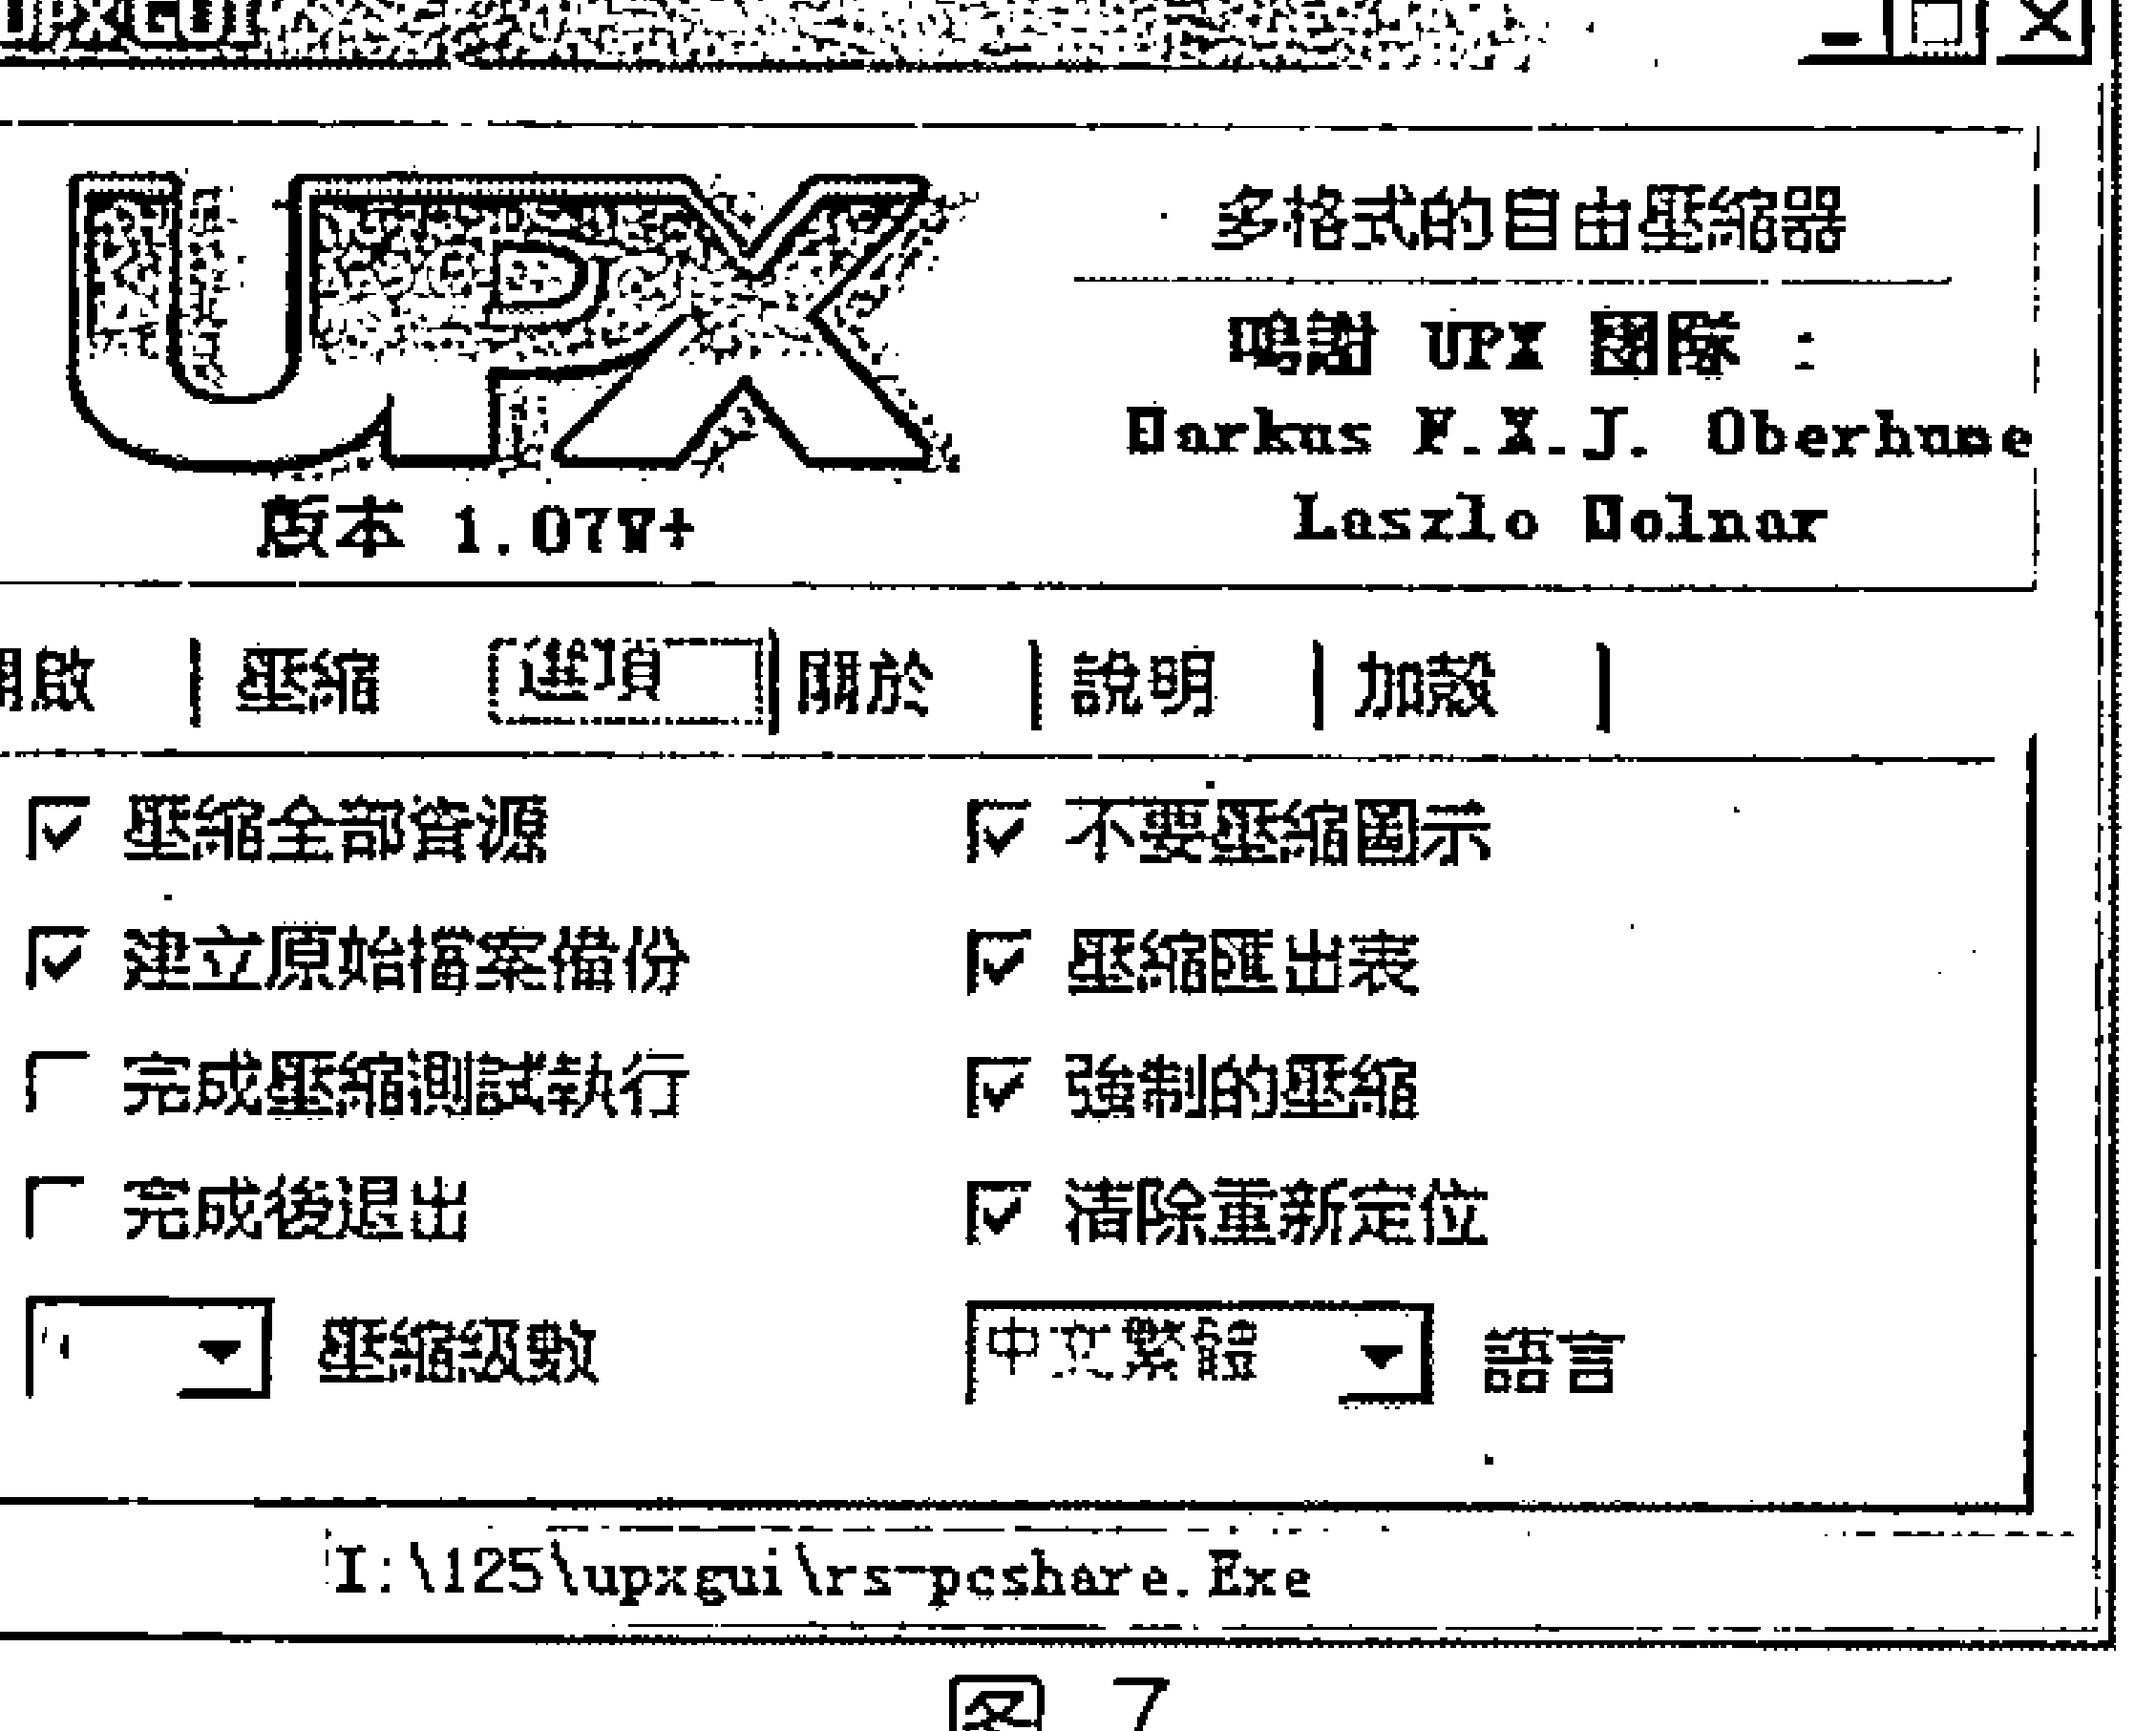 UPXGUI
UPX
多格式的自由壓縮器
鳴謝 UPX 團隊 :
Markus F.X.J. Oberhume
Laszlo Molnar
版本 1.07W+
開啟 壓縮 選項 關於 說明 加殼
壓縮全部資源 不要壓縮圖示
建立原始檔案備份 壓縮匯出表
完成壓縮測試執行 強制的壓縮
完成後退出 清除重新定位
壓縮級數 中文繁體 語言
I:\125\upxgui\rs-pcshare.Exe
图 7